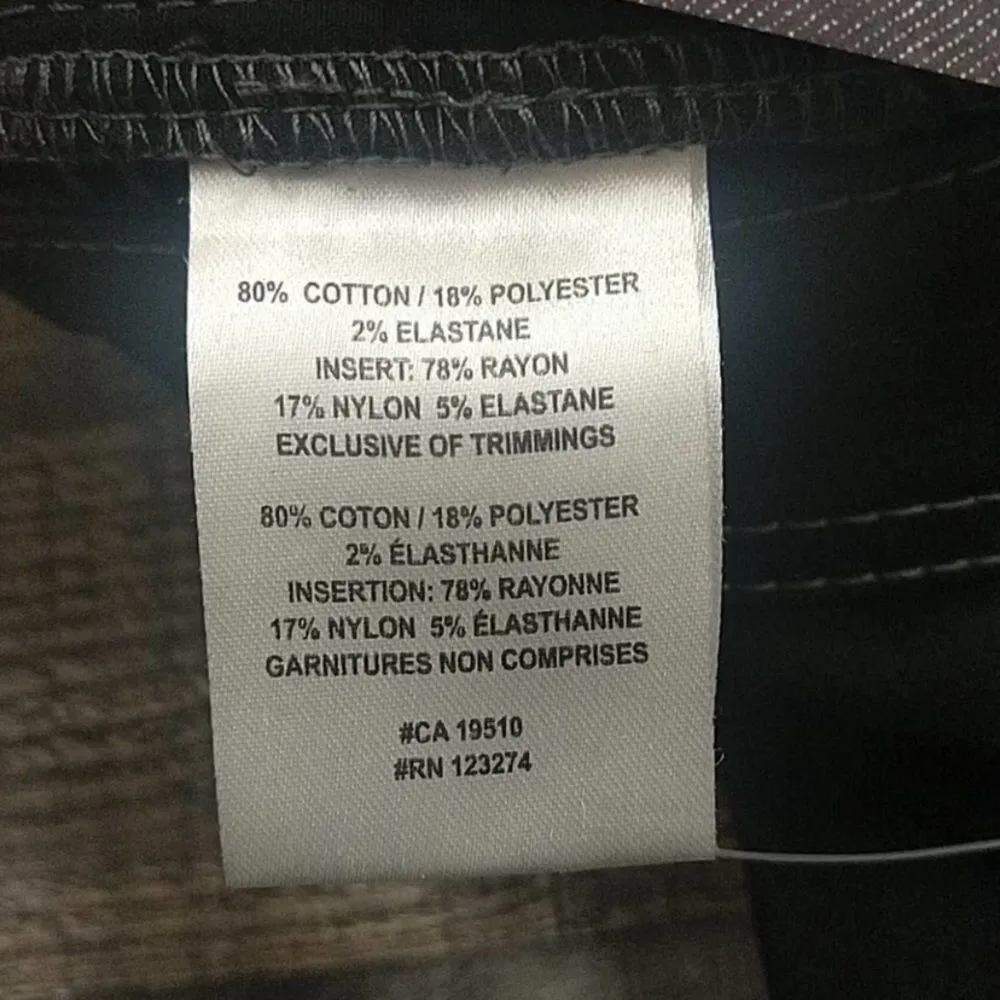 80% COTTON / 18% POLYESTER
2% ELASTANE
INSERT: 78% RAYON
17% NYLON 5% ELASTANE
EXCLUSIVE OF TRIMMINGS
80% COTON / 18% POLYESTER
2% ÉLASTHANNE
INSERTION: 78% RAYONNE
17% NYLON 5% ÉLASTHANNE
GARNITURES NON COMPRISES
#CA 19510
#RN 123274